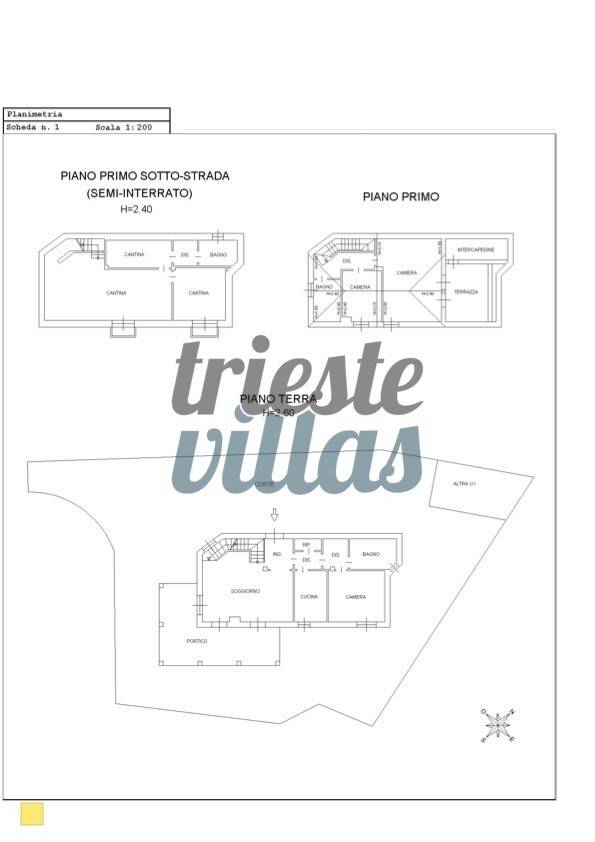 Planimetria
Scheda n. 1 Scala 1: 200
PIANO PRIMO SOTTO-STRADA
(SEMI-INTERRATO)
H=2.40
CANTINA
DIS
BAGNO
CANTINA
CANTINA
PIANO PRIMO
DIS.
CAMERA
INTERCAPEDINE
BAGNO
CAMERA
TERRAZZA
H=2.40
trieste
villas
PIANO TERRA
H=2.60
CORTE
ALTRA U.I.
ING.
RIP.
DIS.
DIS.
BAGNO
SOGGIORNO
CUCINA
CAMERA
PORTICO
O N
S E